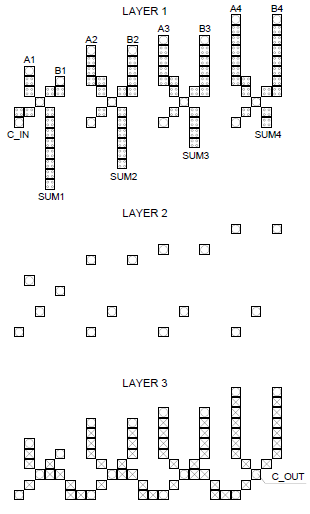 LAYER 1
A1 B1 A2 B2 A3 B3 A4 B4
C_IN
SUM1 SUM2 SUM3 SUM4
LAYER 2
LAYER 3
C_OUT